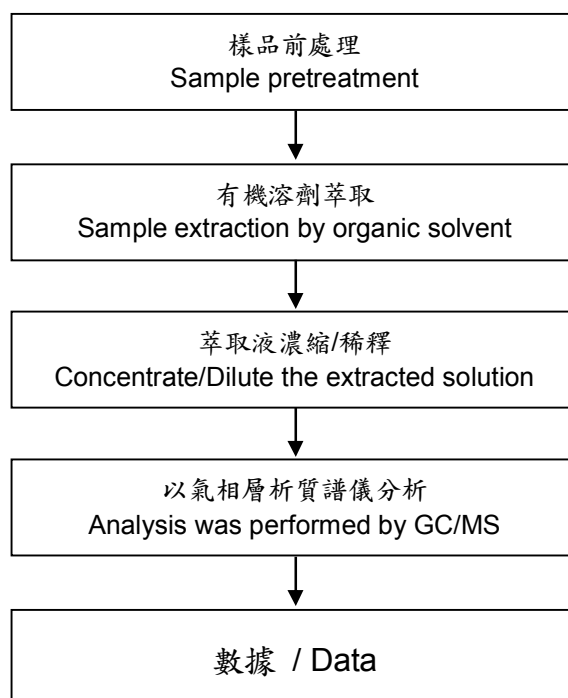 樣品前處理
Sample pretreatment
有機溶劑萃取
Sample extraction by organic solvent
萃取液濃縮/稀釋
Concentrate/Dilute the extracted solution
以氣相層析質譜儀分析
Analysis was performed by GC/MS
數據 / Data